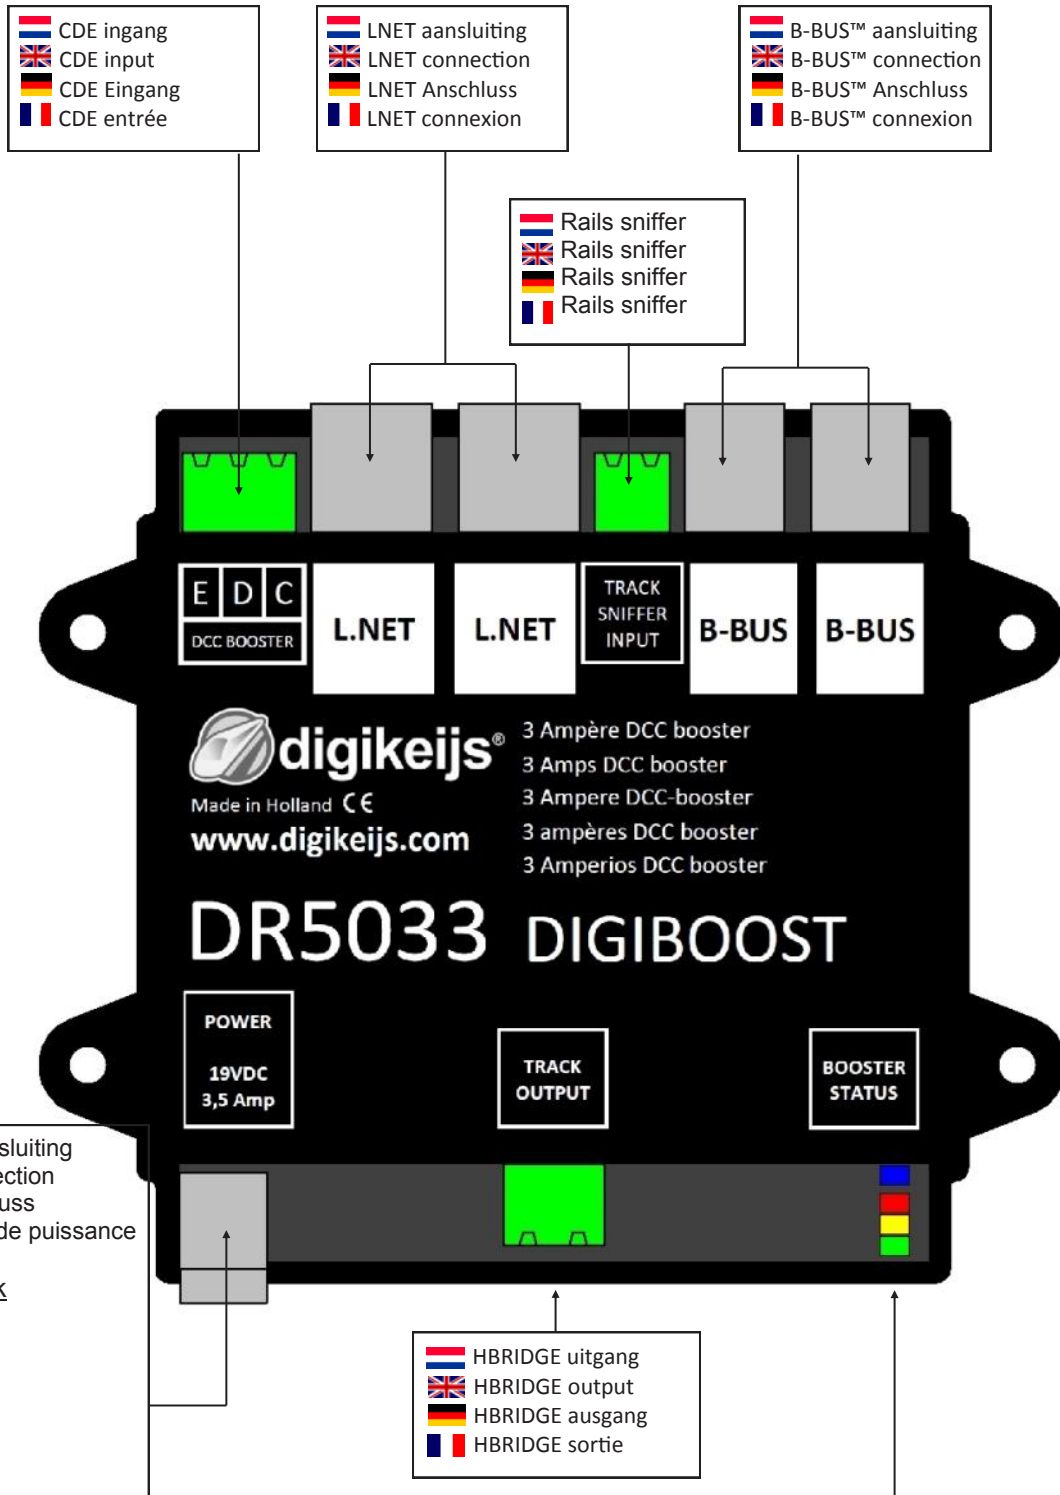 CDE ingang
CDE input
CDE Eingang
CDE entrée
LNET aansluiting
LNET connection
LNET Anschluss
LNET connexion
B-BUS™ aansluiting
B-BUS™ connection
B-BUS™ Anschluss
B-BUS™ connexion
Rails sniffer
Rails sniffer
Rails sniffer
Rails sniffer
E D C
DCC BOOSTER
L.NET
L.NET
TRACK
SNIFFER
INPUT
B-BUS
B-BUS
digikeijs®
Made in Holland CE
www.digikeijs.com
3 Ampère DCC booster
3 Amps DCC booster
3 Ampere DCC-booster
3 ampères DCC booster
3 Amperios DCC booster
DR5033 DIGIBOOST
POWER
19VDC
3,5 Amp
TRACK
OUTPUT
BOOSTER
STATUS
sluiting
ection
uss
de puissance
k
HBRIDGE uitgang
HBRIDGE output
HBRIDGE ausgang
HBRIDGE sortie